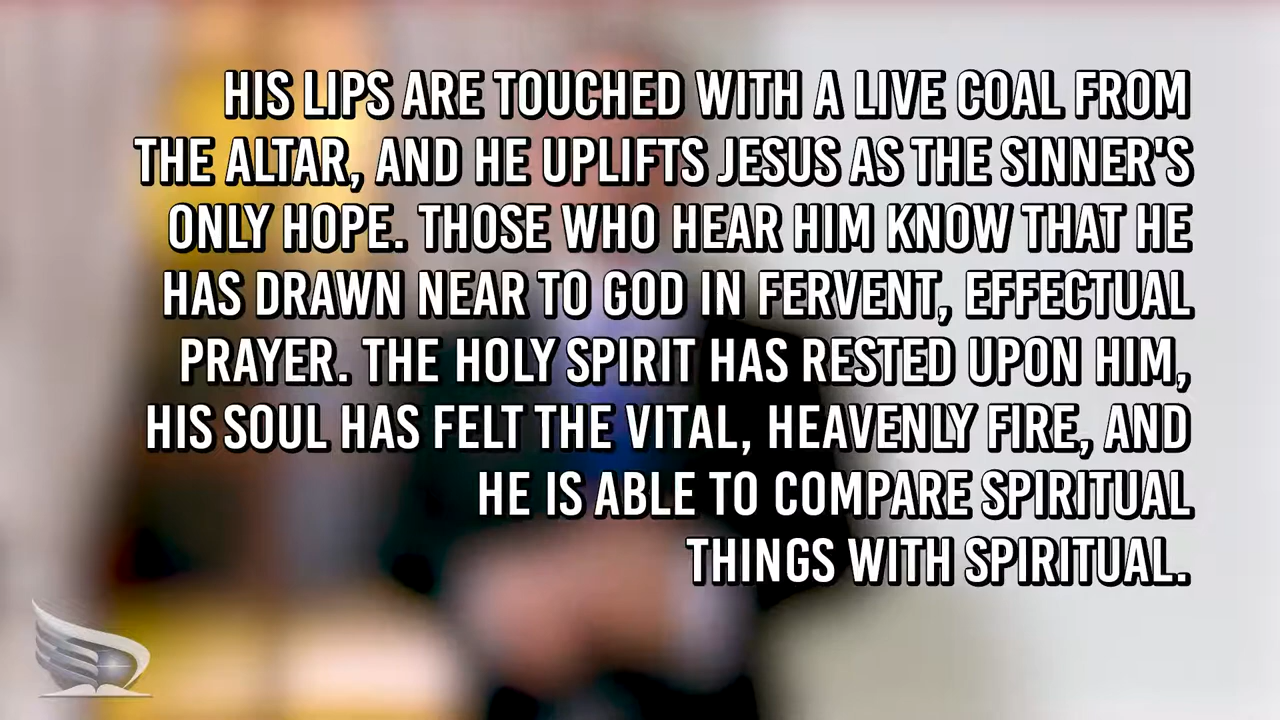 HIS LIPS ARE TOUCHED WITH A LIVE COAL FROM
THE ALTAR, AND HE UPLIFTS JESUS AS THE SINNER'S
ONLY HOPE. THOSE WHO HEAR HIM KNOW THAT HE
HAS DRAWN NEAR TO GOD IN FERVENT, EFFECTUAL
PRAYER. THE HOLY SPIRIT HAS RESTED UPON HIM,
HIS SOUL HAS FELT THE VITAL, HEAVENLY FIRE, AND
HE IS ABLE TO COMPARE SPIRITUAL
THINGS WITH SPIRITUAL.